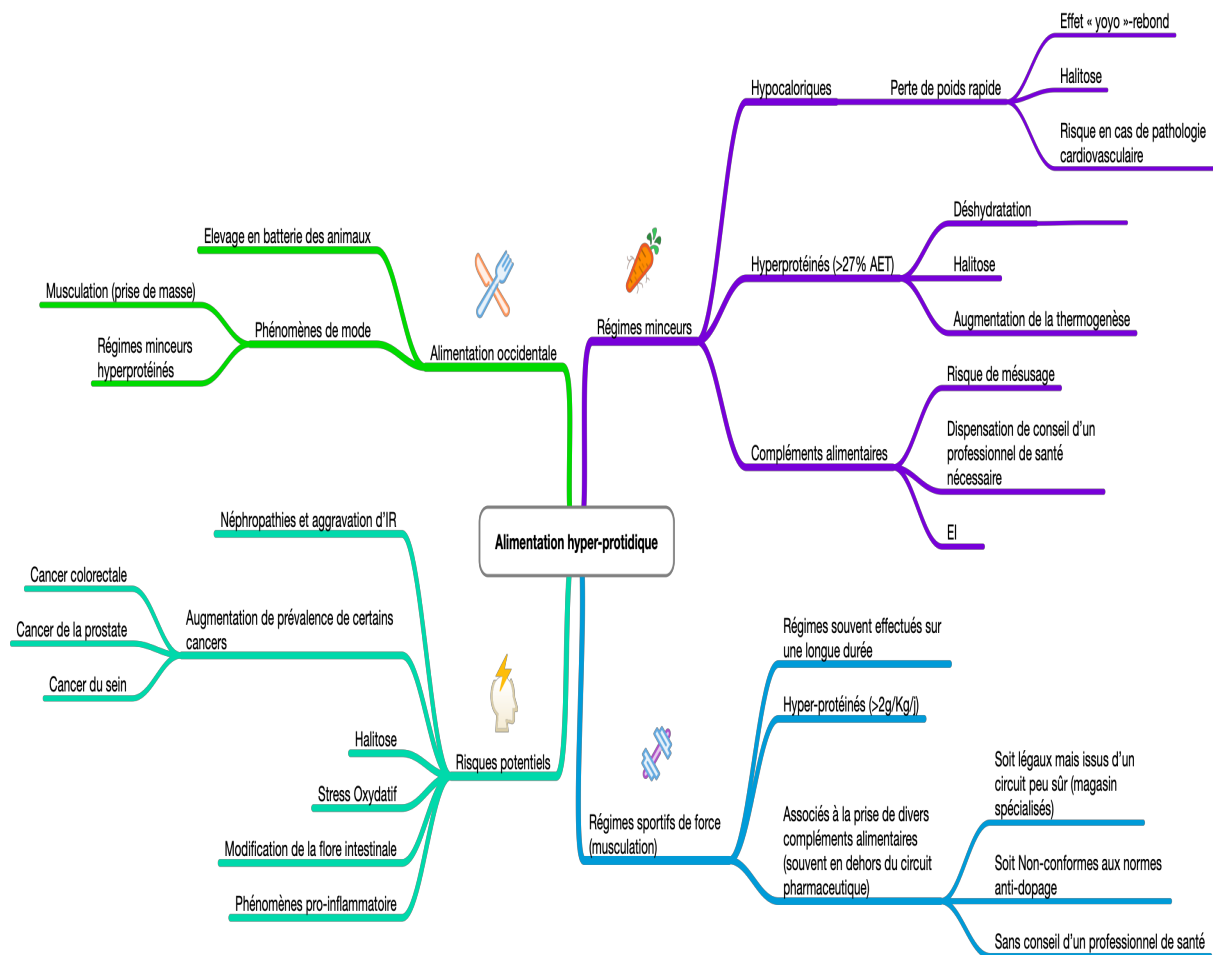 Effet « yoyo »-rebond
Hypocaloriques
Perte de poids rapide
Halitose
Risque en cas de pathologie
cardiovasculaire
Déshydratation
Hyperprotéinés (>27% AET)
Halitose
Augmentation de la thermogenèse
Régimes minceurs
Risque de mésusage
Compléments alimentaires
Dispensation de conseil d'un
professionnel de santé
nécessaire
EI
Elevage en batterie des animaux
Musculation (prise de masse)
Phénomènes de mode
Régimes minceurs
hyperprotéinés
Alimentation occidentale
Alimentation hyper-protidique
Néphropathies et aggravation d'IR
Cancer colorectale
Augmentation de prévalence de certains
cancers
Cancer de la prostate
Cancer du sein
Halitose
Risques potentiels
Stress Oxydatif
Modification de la flore intestinale
Phénomènes pro-inflammatoire
Régimes souvent effectués sur
une longue durée
Hyper-protéinés (>2g/Kg/j)
Régimes sportifs de force
(musculation)
Associés à la prise de divers
compléments alimentaires
(souvent en dehors du circuit
pharmaceutique)
Soit légaux mais issus d'un
circuit peu sûr (magasin
spécialisés)
Soit Non-conformes aux normes
anti-dopage
Sans conseil d'un professionnel de santé